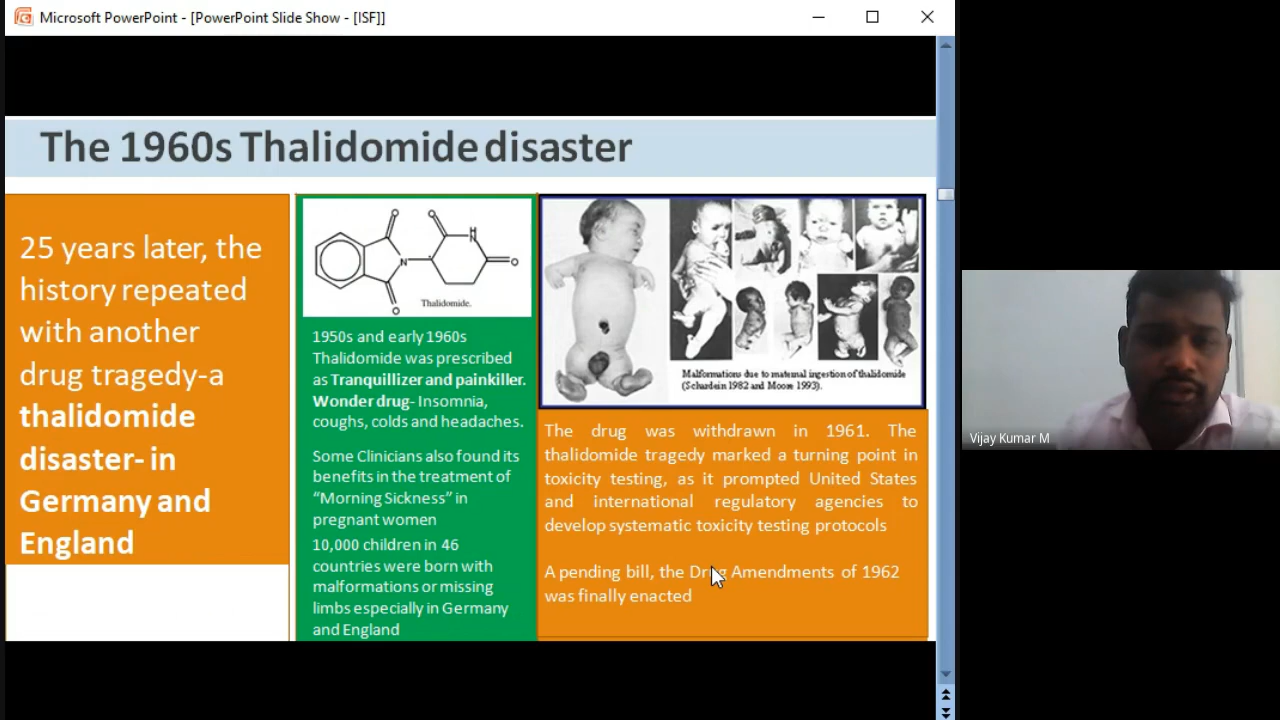 Microsoft PowerPoint - [PowerPoint Slide Show - [ISF]]
The 1960s Thalidomide disaster
25 years later, the
history repeated
with another
drug tragedy-a
thalidomide
disaster- in
Germany and
England
N
NH
O
O
O
O
Thalidomide.
1950s and early 1960s
Thalidomide was prescribed
as Tranquillizer and painkiller.
Wonder drug- Insomnia,
coughs, colds and headaches.
Some Clinicians also found its
benefits in the treatment of
“Morning Sickness” in
pregnant women
10,000 children in 46
countries were born with
malformations or missing
limbs especially in Germany
and England
Malformations due to maternal ingestion of thalidomide
(Schardein 1982 and Moore 1993).
The drug was withdrawn in 1961. The
thalidomide tragedy marked a turning point in
toxicity testing, as it prompted United States
and international regulatory agencies to
develop systematic toxicity testing protocols
A pending bill, the Drug Amendments of 1962
was finally enacted
Vijay Kumar M